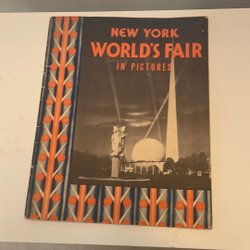 NEW YORK
WORLD'S FAIR
IN PICTURES